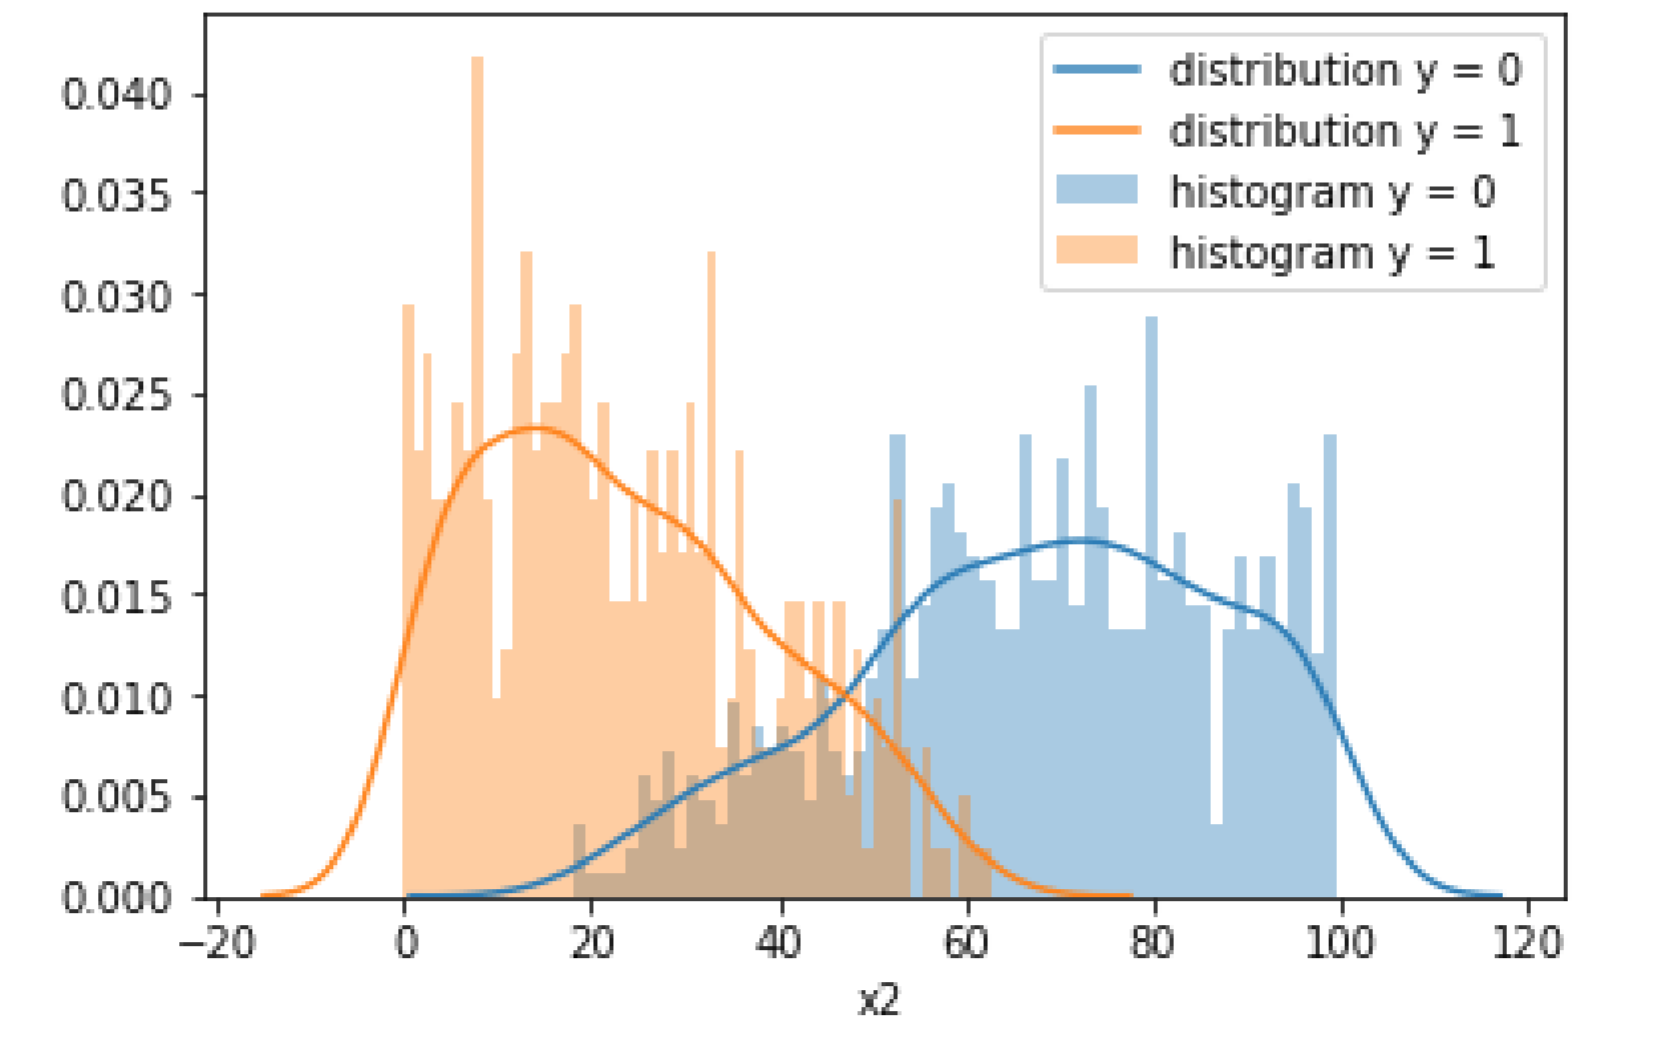 distribution y = 0
distribution y = 1
histogram y = 0
histogram y = 1
0.040
0.035
0.030
0.025
0.020
0.015
0.010
0.005
0.000
−20 0 20 40 60 80 100 120
x2